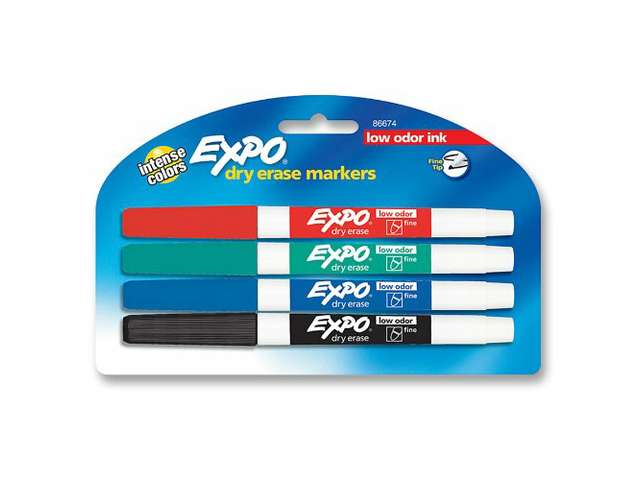 86674
low odor ink
intense
colors
EXPO®
dry erase markers
Fine
Tip
EXPO® low odor
dry erase fine
EXPO® low odor
dry erase fine
EXPO® low odor
dry erase fine
EXPO® low odor
dry erase fine